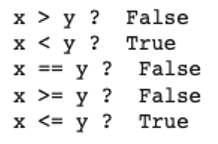 x > y ?  False
x < y ?  True
x == y ?  False
x >= y ?  False
x <= y ?  True